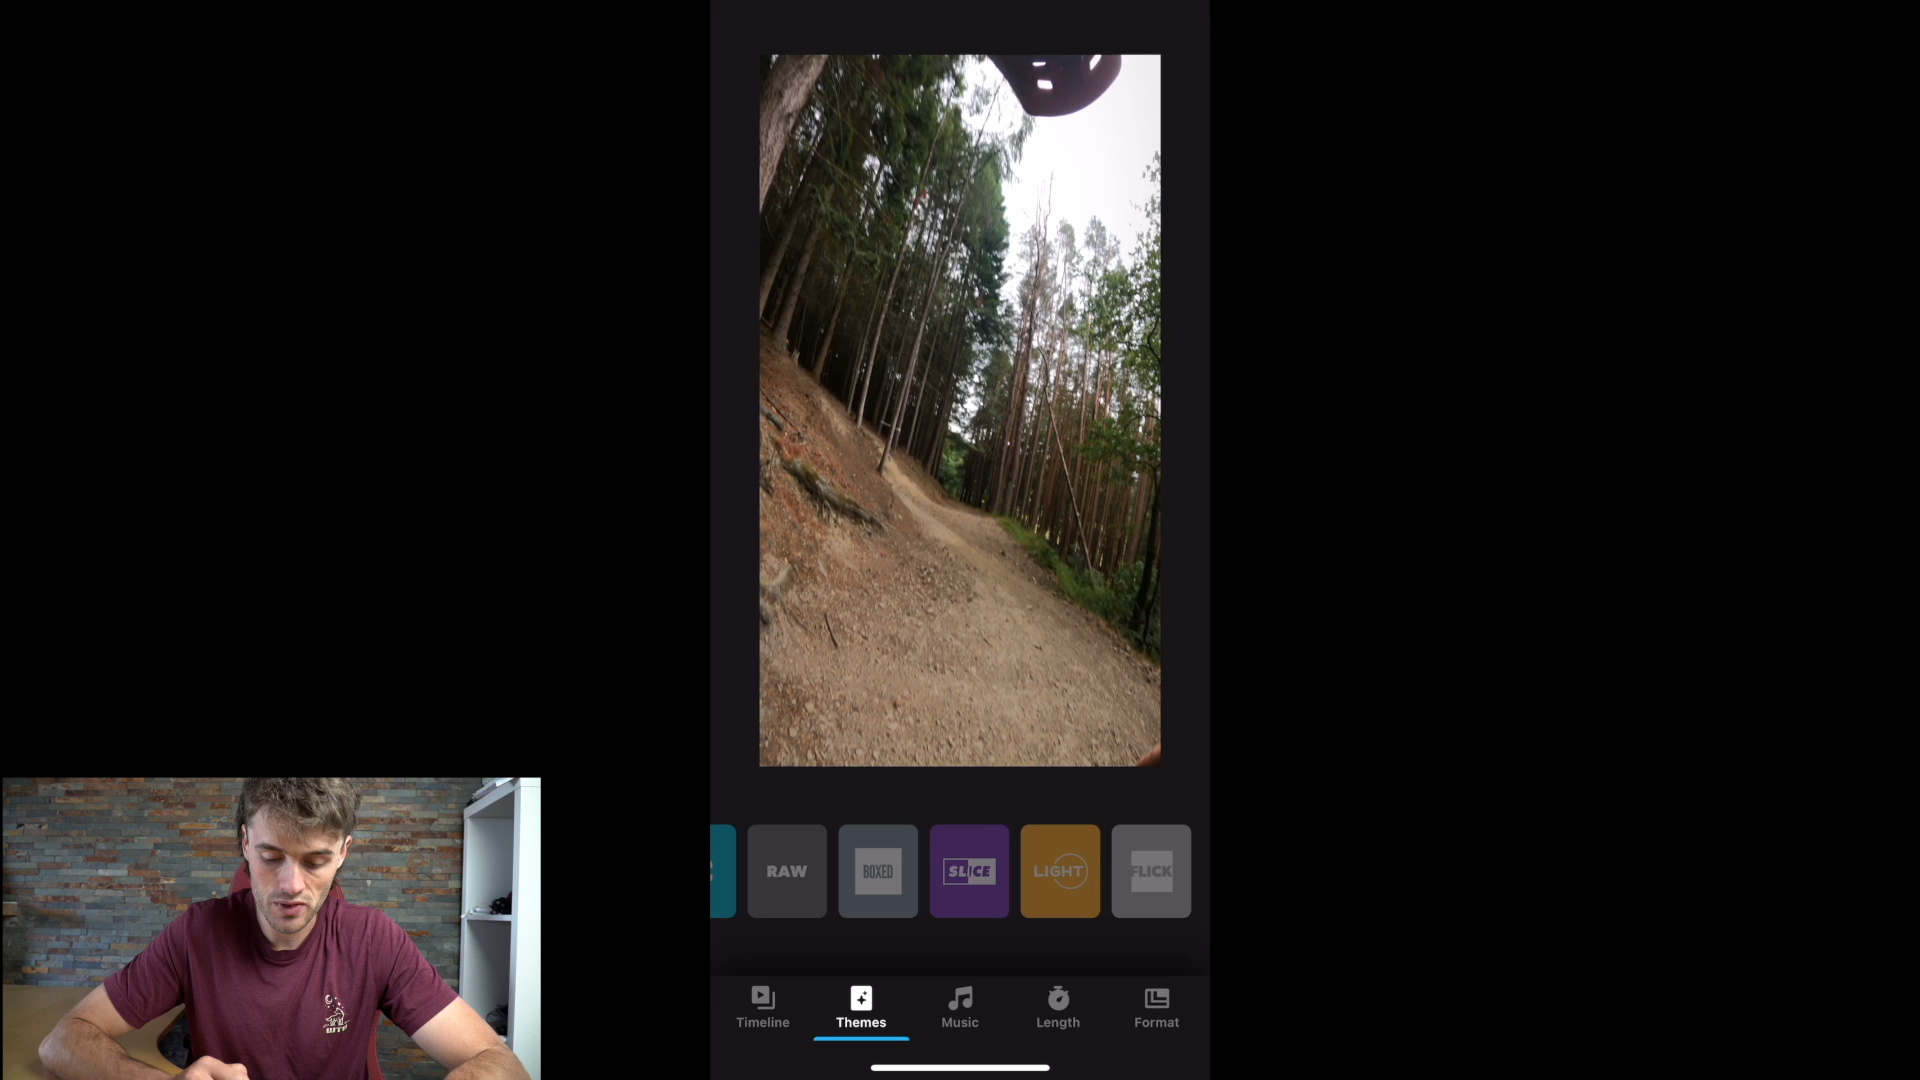 RAW
BOXED
SLICE
LIGHT
FLICK
Timeline
Themes
Music
Length
Format